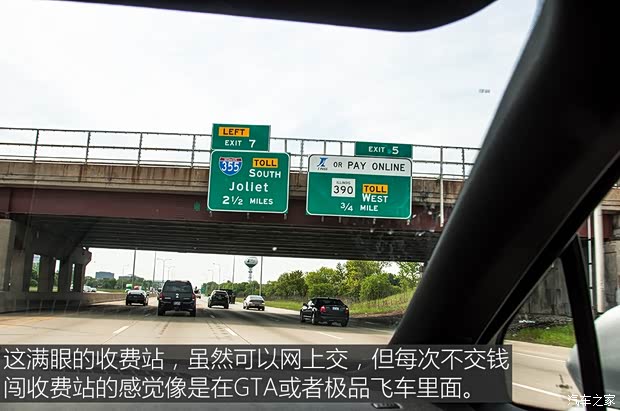 LEFT
EXIT 7
355
TOLL
SOUTH
Joliet
2 1/2 MILES
EXIT 5
OR PAY ONLINE
ILLINOIS
390
TOLL
WEST
3/4 MILE
这满眼的收费站，虽然可以网上交，但每次不交钱
闯收费站的感觉像是在GTA或者极品飞车里面。
汽车之家